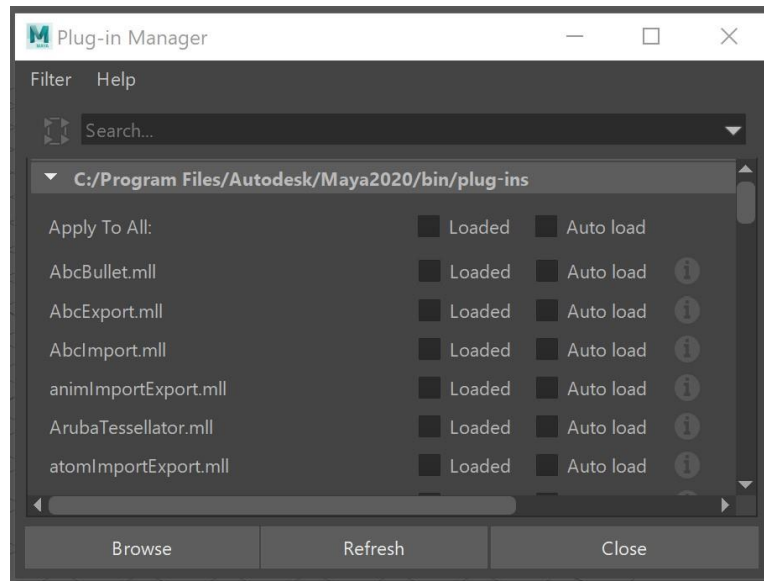 Plug-in Manager
Filter Help
Search...
C:/Program Files/Autodesk/Maya2020/bin/plug-ins
Apply To All: Loaded Auto load
AbcBullet.mll Loaded Auto load
AbcExport.mll Loaded Auto load
AbcImport.mll Loaded Auto load
animImportExport.mll Loaded Auto load
ArubaTessellator.mll Loaded Auto load
atomImportExport.mll Loaded Auto load
Browse Refresh Close